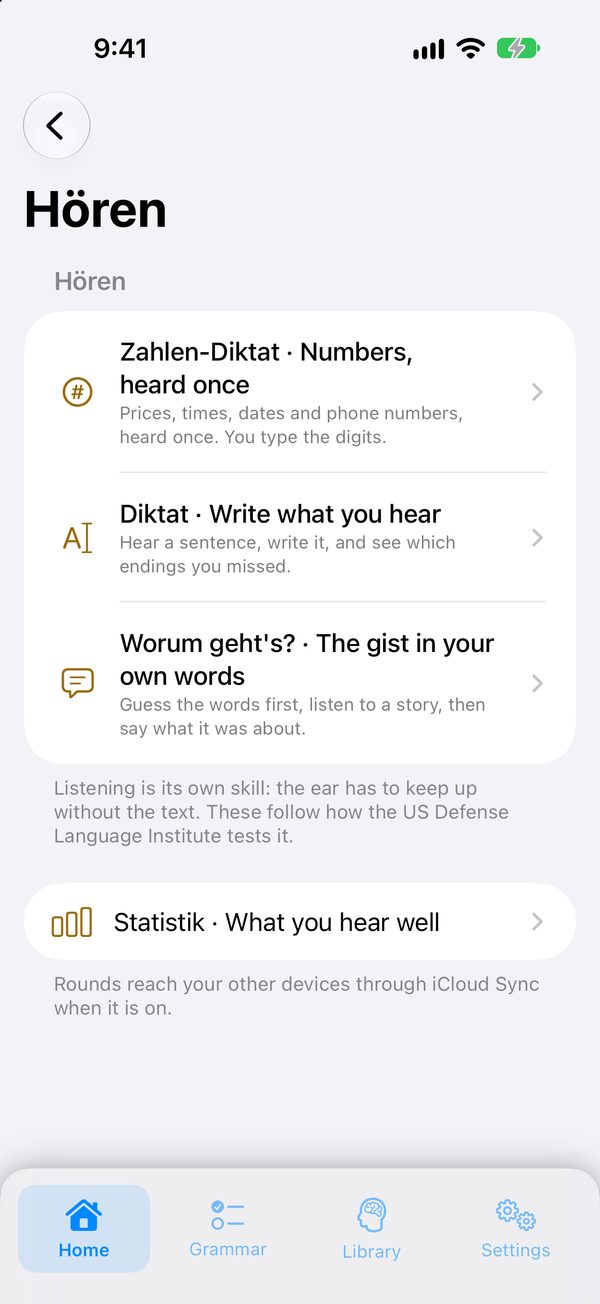 9:41
Hören
Hören
Zahlen-Diktat · Numbers,
heard once
Prices, times, dates and phone numbers,
heard once. You type the digits.
Diktat · Write what you hear
Hear a sentence, write it, and see which
endings you missed.
Worum geht's? · The gist in your
own words
Guess the words first, listen to a story, then
say what it was about.
Listening is its own skill: the ear has to keep up
without the text. These follow how the US Defense
Language Institute tests it.
Statistik · What you hear well
Rounds reach your other devices through iCloud Sync
when it is on.
Home
Grammar
Library
Settings